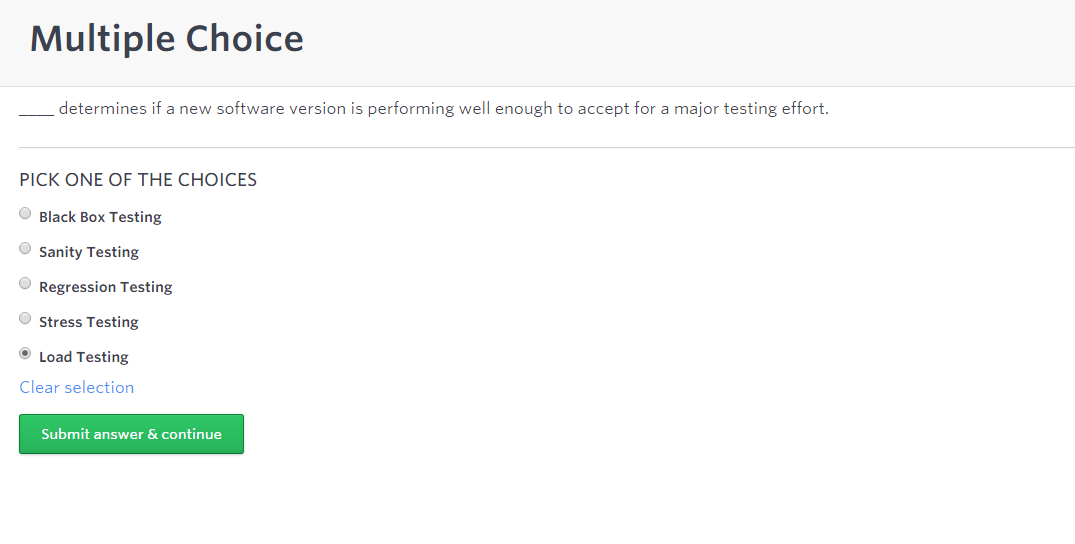 Multiple Choice
____ determines if a new software version is performing well enough to accept for a major testing effort.
PICK ONE OF THE CHOICES
Black Box Testing
Sanity Testing
Regression Testing
Stress Testing
Load Testing
Clear selection
Submit answer & continue